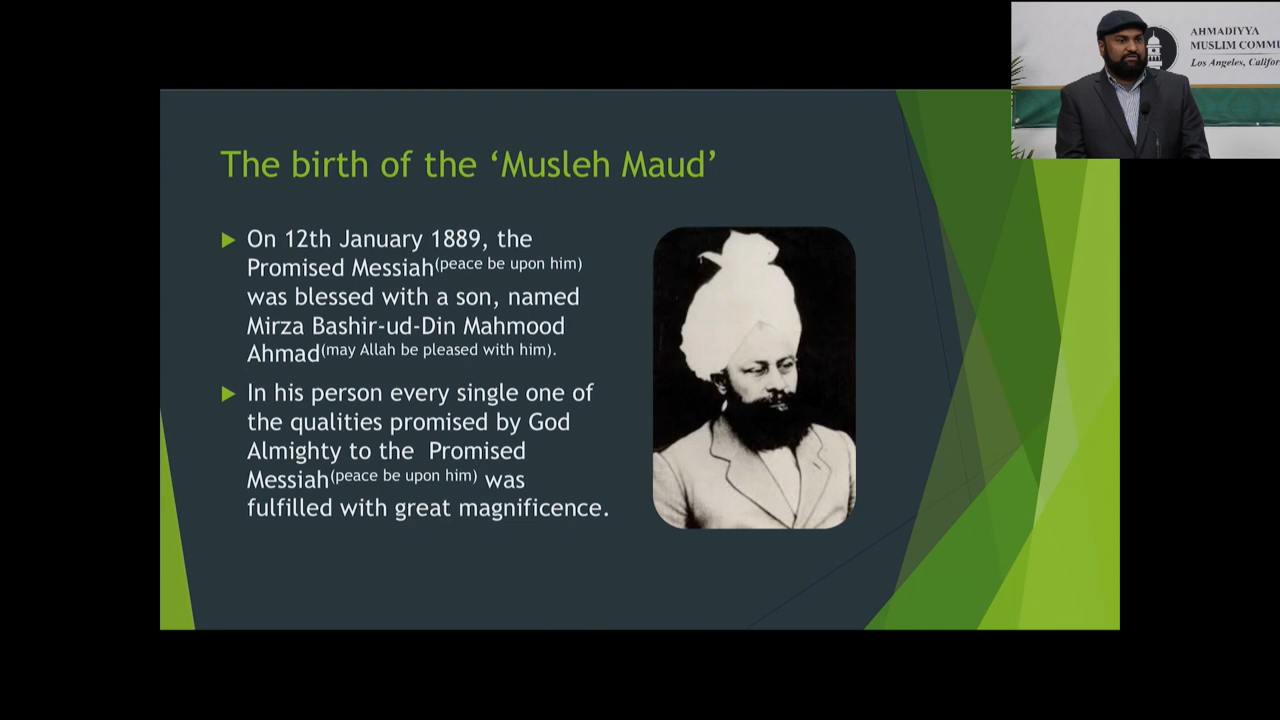 AHMADIYYA
MUSLIM COMMU
Los Angeles, Califor
The birth of the ‘Musleh Maud’
On 12th January 1889, the
Promised Messiah(peace be upon him)
was blessed with a son, named
Mirza Bashir-ud-Din Mahmood
Ahmad(may Allah be pleased with him).
In his person every single one of
the qualities promised by God
Almighty to the Promised
Messiah(peace be upon him) was
fulfilled with great magnificence.